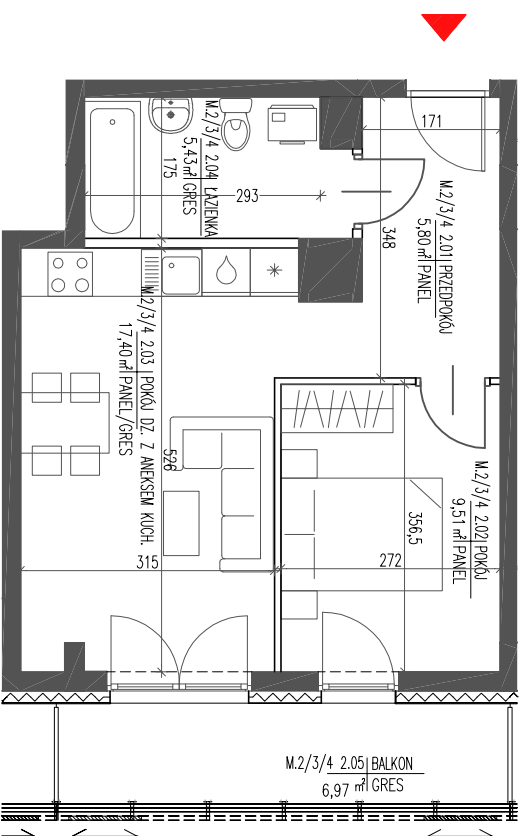 171
M.2/3/4 2.04 ŁAZIENKA
5,43 m² GRES
175
293
348
M.2/3/4 2.01 PRZEDPOKÓJ
5,80 m² PANEL
M.2/3/4 2.03 POKÓJ DZ. Z ANEKSEM KUCH.
17,40 m² PANEL/GRES
526
315
356,5
272
M.2/3/4 2.02 POKÓJ
9,51 m² PANEL
M.2/3/4 2.05 BALKON
6,97 m² GRES